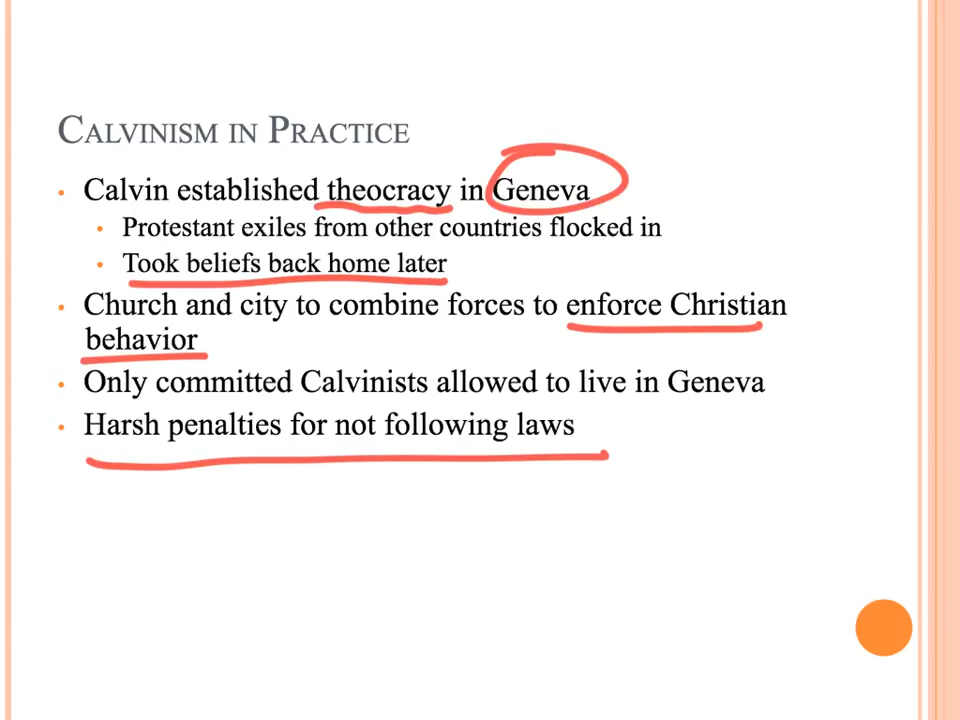 Calvinism in Practice
• Calvin established theocracy in Geneva
• Protestant exiles from other countries flocked in
• Took beliefs back home later
• Church and city to combine forces to enforce Christian
behavior
• Only committed Calvinists allowed to live in Geneva
• Harsh penalties for not following laws